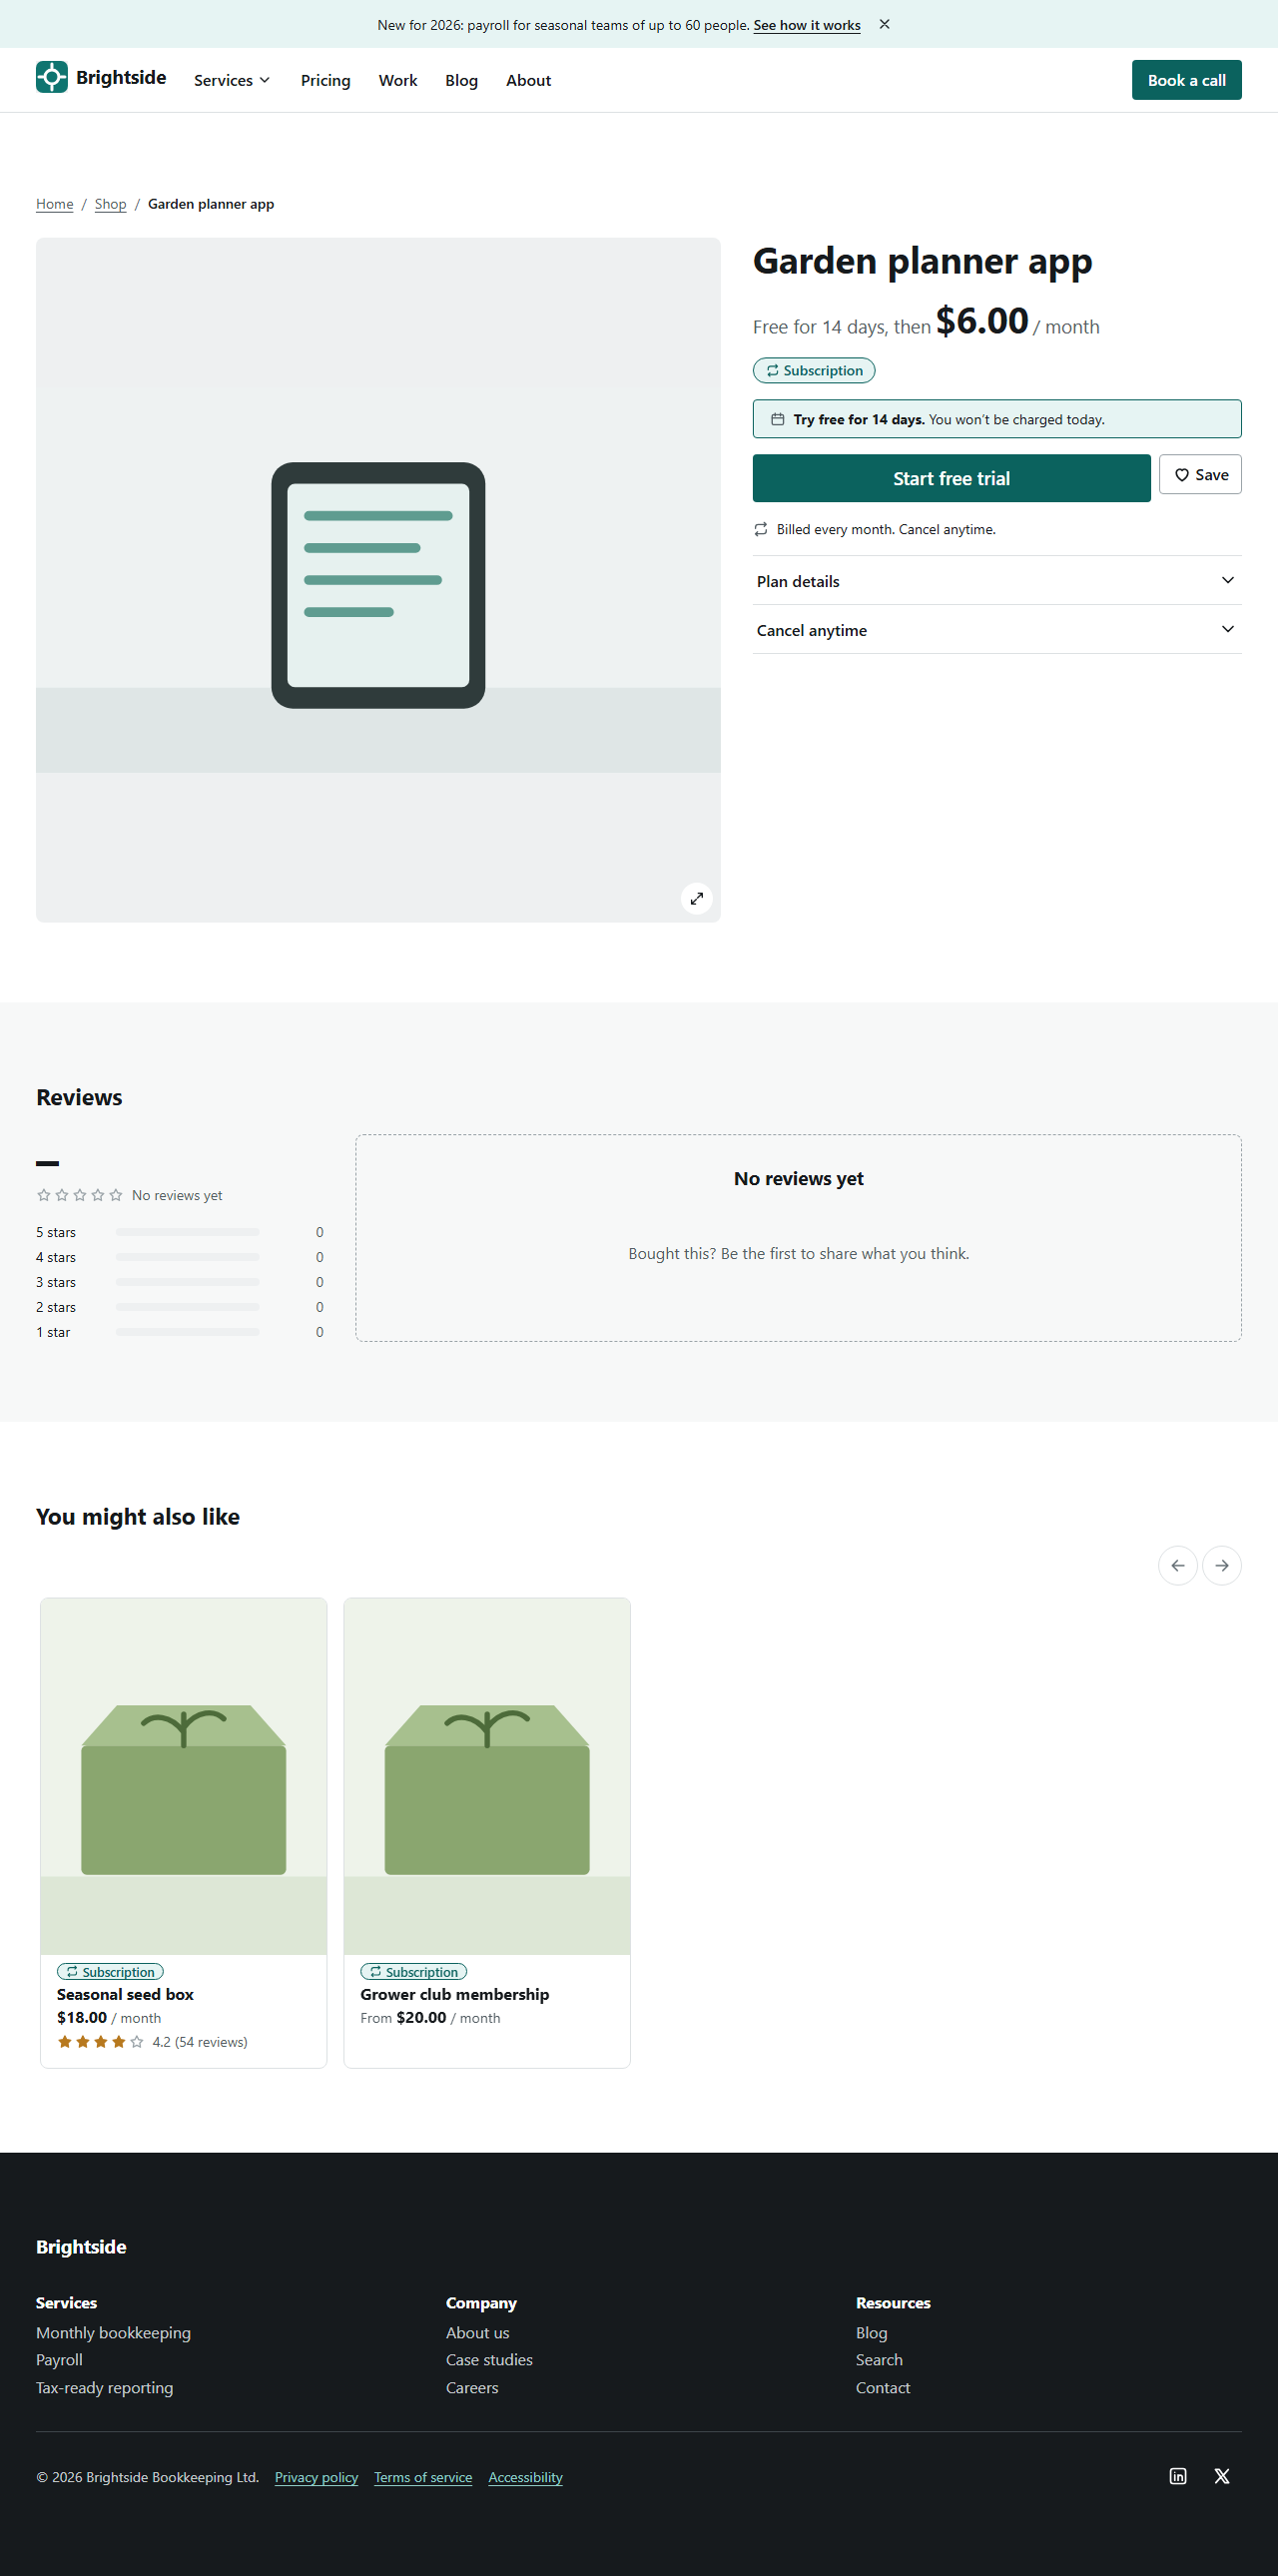 New for 2026: payroll for seasonal teams of up to 60 people. See how it works
Brightside
Services
Pricing
Work
Blog
About
Book a call
Home / Shop / Garden planner app
Garden planner app
Free for 14 days, then $6.00 / month
Subscription
Try free for 14 days. You won't be charged today.
Start free trial
Save
Billed every month. Cancel anytime.
Plan details
Cancel anytime
Reviews
–
No reviews yet
5 stars 0
4 stars 0
3 stars 0
2 stars 0
1 star 0
No reviews yet
Bought this? Be the first to share what you think.
You might also like
Subscription
Seasonal seed box
$18.00 / month
4.2 (54 reviews)
Subscription
Grower club membership
From $20.00 / month
Brightside
Services
Monthly bookkeeping
Payroll
Tax-ready reporting
Company
About us
Case studies
Careers
Resources
Blog
Search
Contact
© 2026 Brightside Bookkeeping Ltd. Privacy policy Terms of service Accessibility